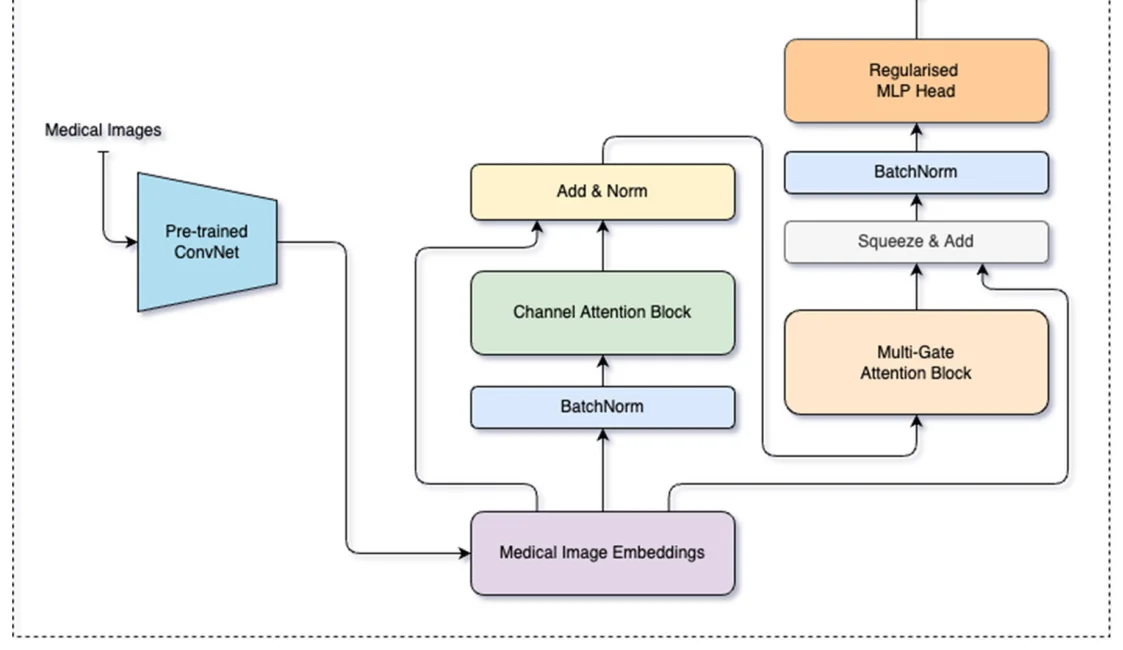 Medical Images
Pre-trained
ConvNet
Add & Norm
Channel Attention Block
BatchNorm
Medical Image Embeddings
Regularised
MLP Head
BatchNorm
Squeeze & Add
Multi-Gate
Attention Block